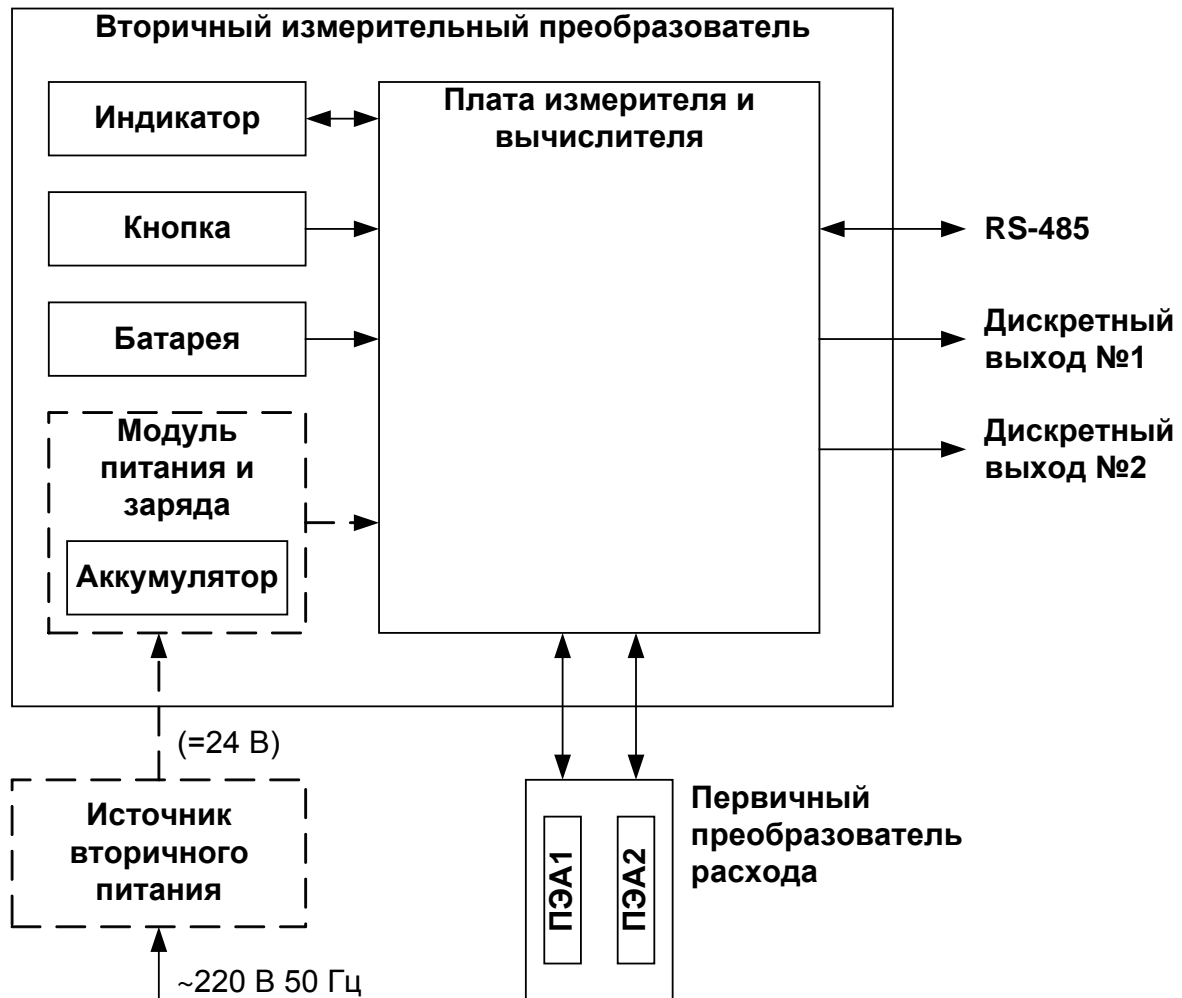 Вторичный измерительный преобразователь
Индикатор
Плата измерителя и
вычислителя
Кнопка
RS-485
Батарея
Дискретный
выход №1
Модуль
питания и
заряда
Аккумулятор
Дискретный
выход №2
(=24 В)
Источник
вторичного
питания
~220 В 50 Гц
ПЭА1
ПЭА2
Первичный
преобразователь
расхода